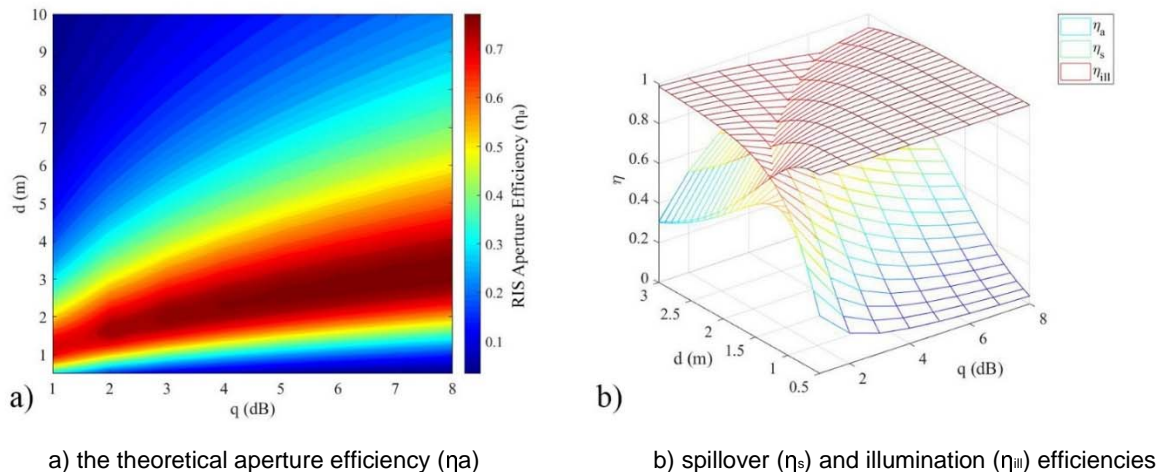 10
9
8
7
6
5
4
3
2
1
d (m)
1 2 3 4 5 6 7 8
q (dB)
0.7
0.6
0.5
0.4
0.3
0.2
0.1
RIS Aperture Efficiency (ηa)
a)
ηa
ηs
ηill
1
0.8
0.6
0.4
0.2
0
η
3
2.5
2
1.5
1
0.5
d (m)
2
4
6
8
q (dB)
b)
a) the theoretical aperture efficiency (ηa)
b) spillover (ηs) and illumination (ηill) efficiencies